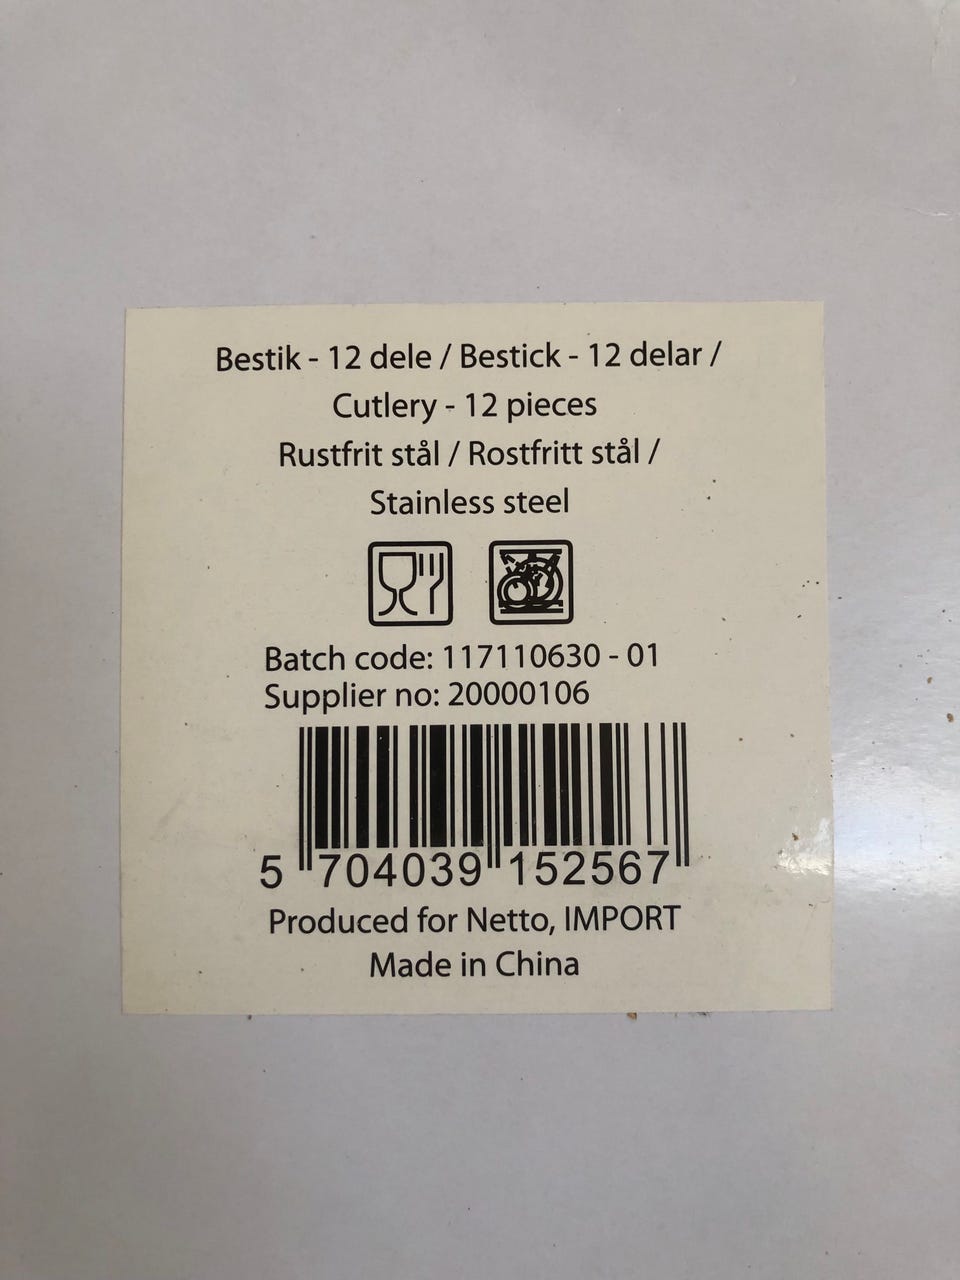 Bestik - 12 dele / Bestick - 12 delar /
Cutlery - 12 pieces
Rustfrit stål / Rostfritt stål /
Stainless steel
Batch code: 117110630 - 01
Supplier no: 20000106
5 704039 152567
Produced for Netto, IMPORT
Made in China